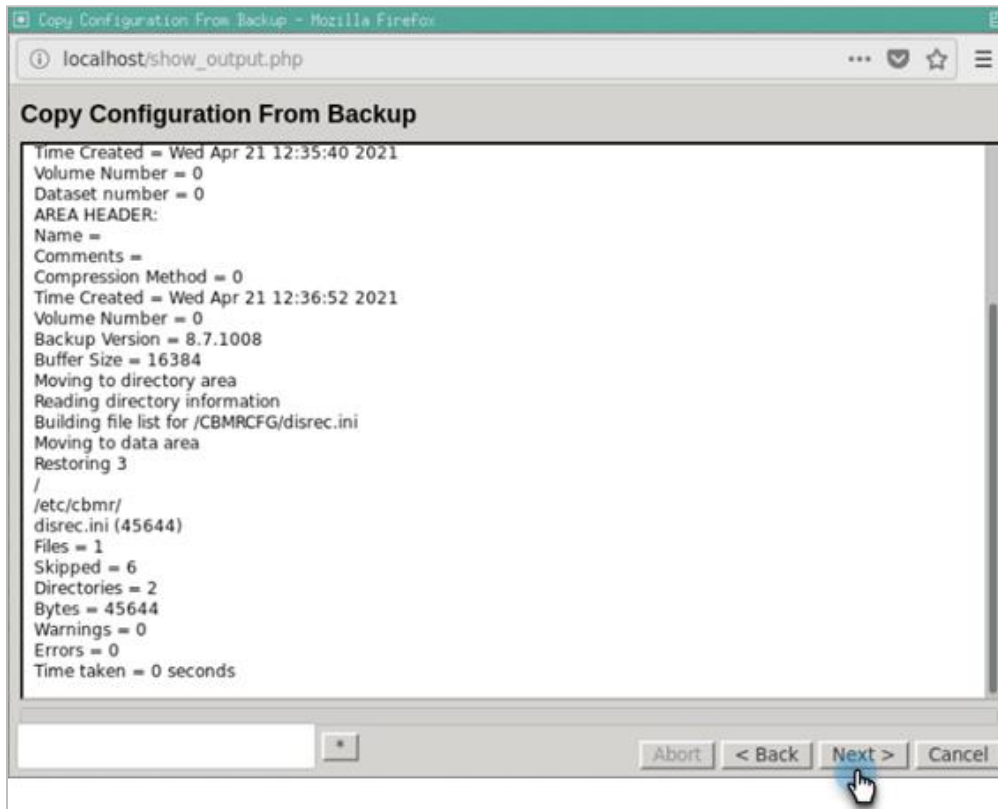 Copy Configuration From Backup - Mozilla Firefox
localhost/show_output.php
Copy Configuration From Backup
Time Created = Wed Apr 21 12:35:40 2021
Volume Number = 0
Dataset number = 0
AREA HEADER:
Name =
Comments =
Compression Method = 0
Time Created = Wed Apr 21 12:36:52 2021
Volume Number = 0
Backup Version = 8.7.1008
Buffer Size = 16384
Moving to directory area
Reading directory information
Building file list for /CBMRCFG/disrec.ini
Moving to data area
Restoring 3
/
/etc/cbmr/
disrec.ini (45644)
Files = 1
Skipped = 6
Directories = 2
Bytes = 45644
Warnings = 0
Errors = 0
Time taken = 0 seconds
*
Abort
< Back
Next >
Cancel